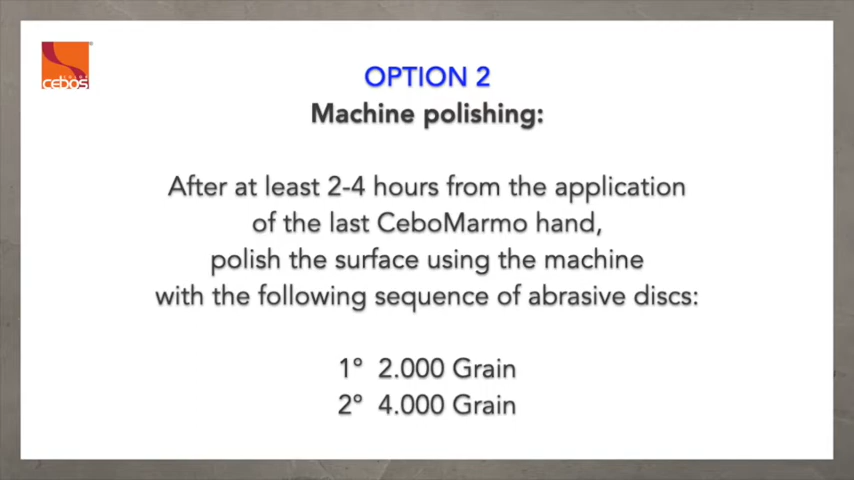 COLOR
CEBOS
OPTION 2
Machine polishing:
After at least 2-4 hours from the application
of the last CeboMarmo hand,
polish the surface using the machine
with the following sequence of abrasive discs:
1° 2.000 Grain
2° 4.000 Grain